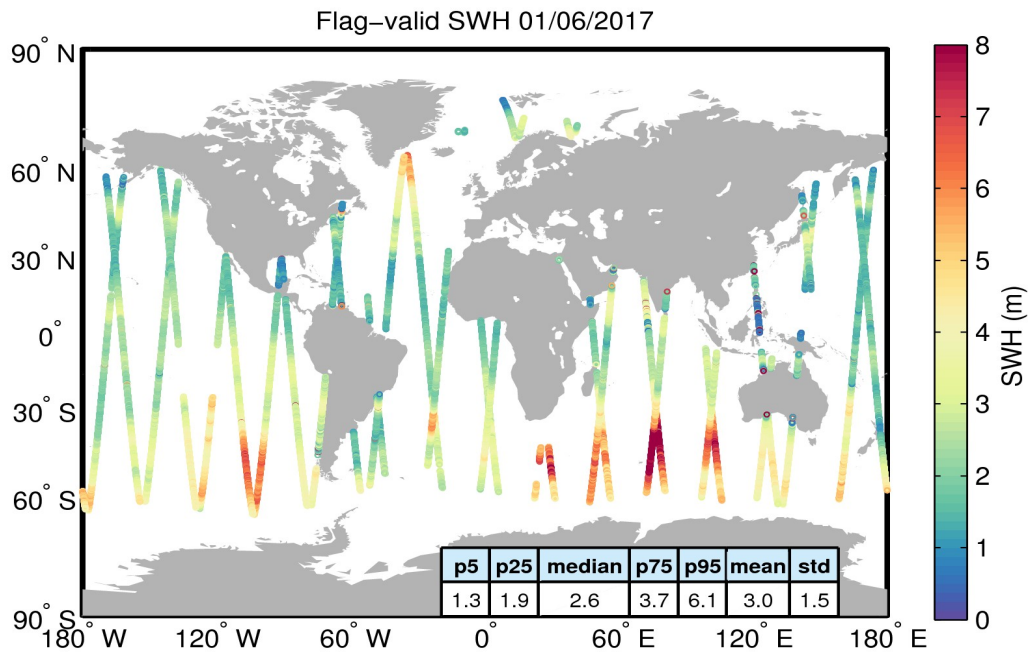 Flag−valid SWH 01/06/2017
90° N
60° N
30° N
0°
30° S
60° S
90° S
180° W
120° W
60° W
0°
60° E
120° E
180° E
p5 p25 median p75 p95 mean std
1.3 1.9 2.6 3.7 6.1 3.0 1.5
8
7
6
5
4
3
2
1
0
SWH (m)